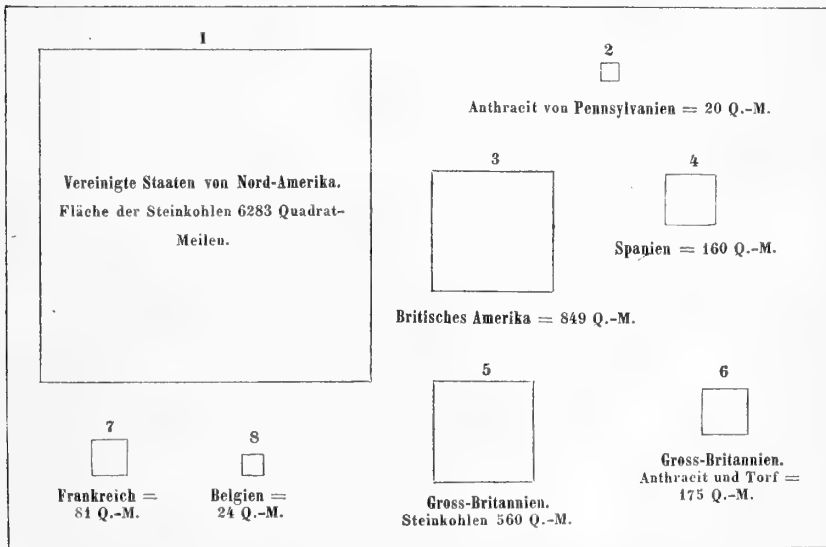 1
Vereinigte Staaten von Nord-Amerika.
Fläche der Steinkohlen 6283 Quadrat-
Meilen.
2
Anthracit von Pennsylvanien = 20 Q.-M.
3
Britisches Amerika = 849 Q.-M.
4
Spanien = 160 Q.-M.
5
Gross-Britannien.
Steinkohlen 560 Q.-M.
6
Gross-Britannien.
Anthracit und Torf =
175 Q.-M.
7
Frankreich =
81 Q.-M.
8
Belgien =
24 Q.-M.